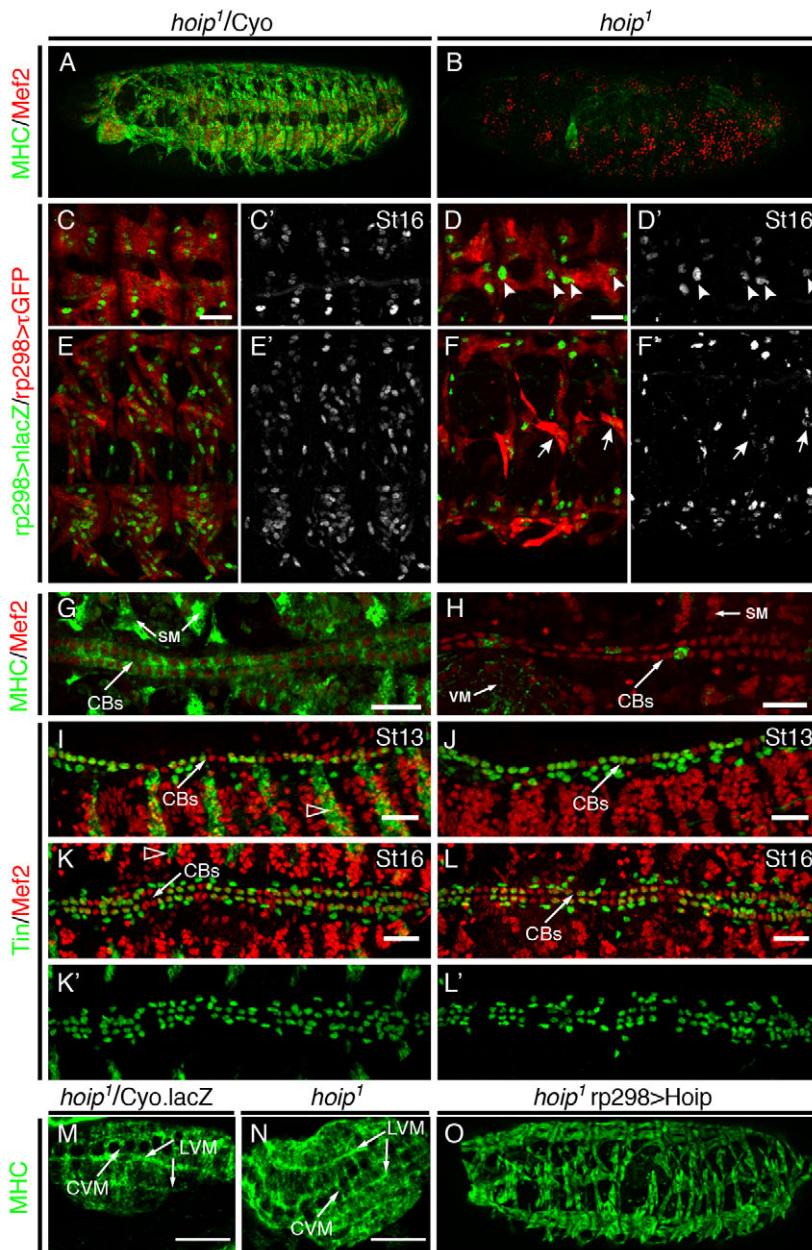 hoip¹/Cyo
hoip¹
MHC/Mef2
A
B
rp298>nlacZ/rp298>τGFP
C
C'
St16
D
D'
St16
E
E'
F
F'
MHC/Mef2
G
SM
CBs
H
SM
VM
CBs
Tin/Mef2
I
St13
CBs
J
St13
CBs
K
St16
CBs
L
St16
CBs
K'
L'
hoip¹/Cyo.lacZ
hoip¹
hoip¹ rp298>Hoip
MHC
M
LVM
CVM
N
LVM
CVM
O